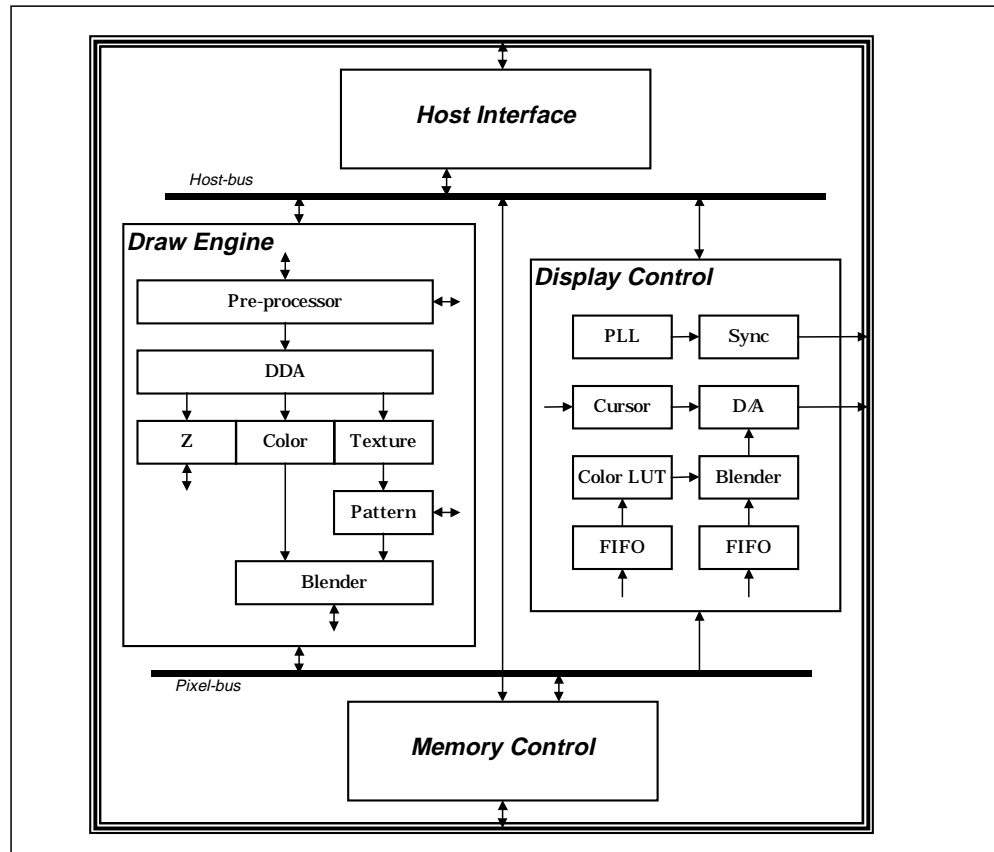 Host Interface
Host-bus
Draw Engine
Pre-processor
DDA
Z
Color
Texture
Pattern
Blender
Display Control
PLL
Sync
Cursor
D/A
Color LUT
Blender
FIFO
FIFO
Pixel-bus
Memory Control